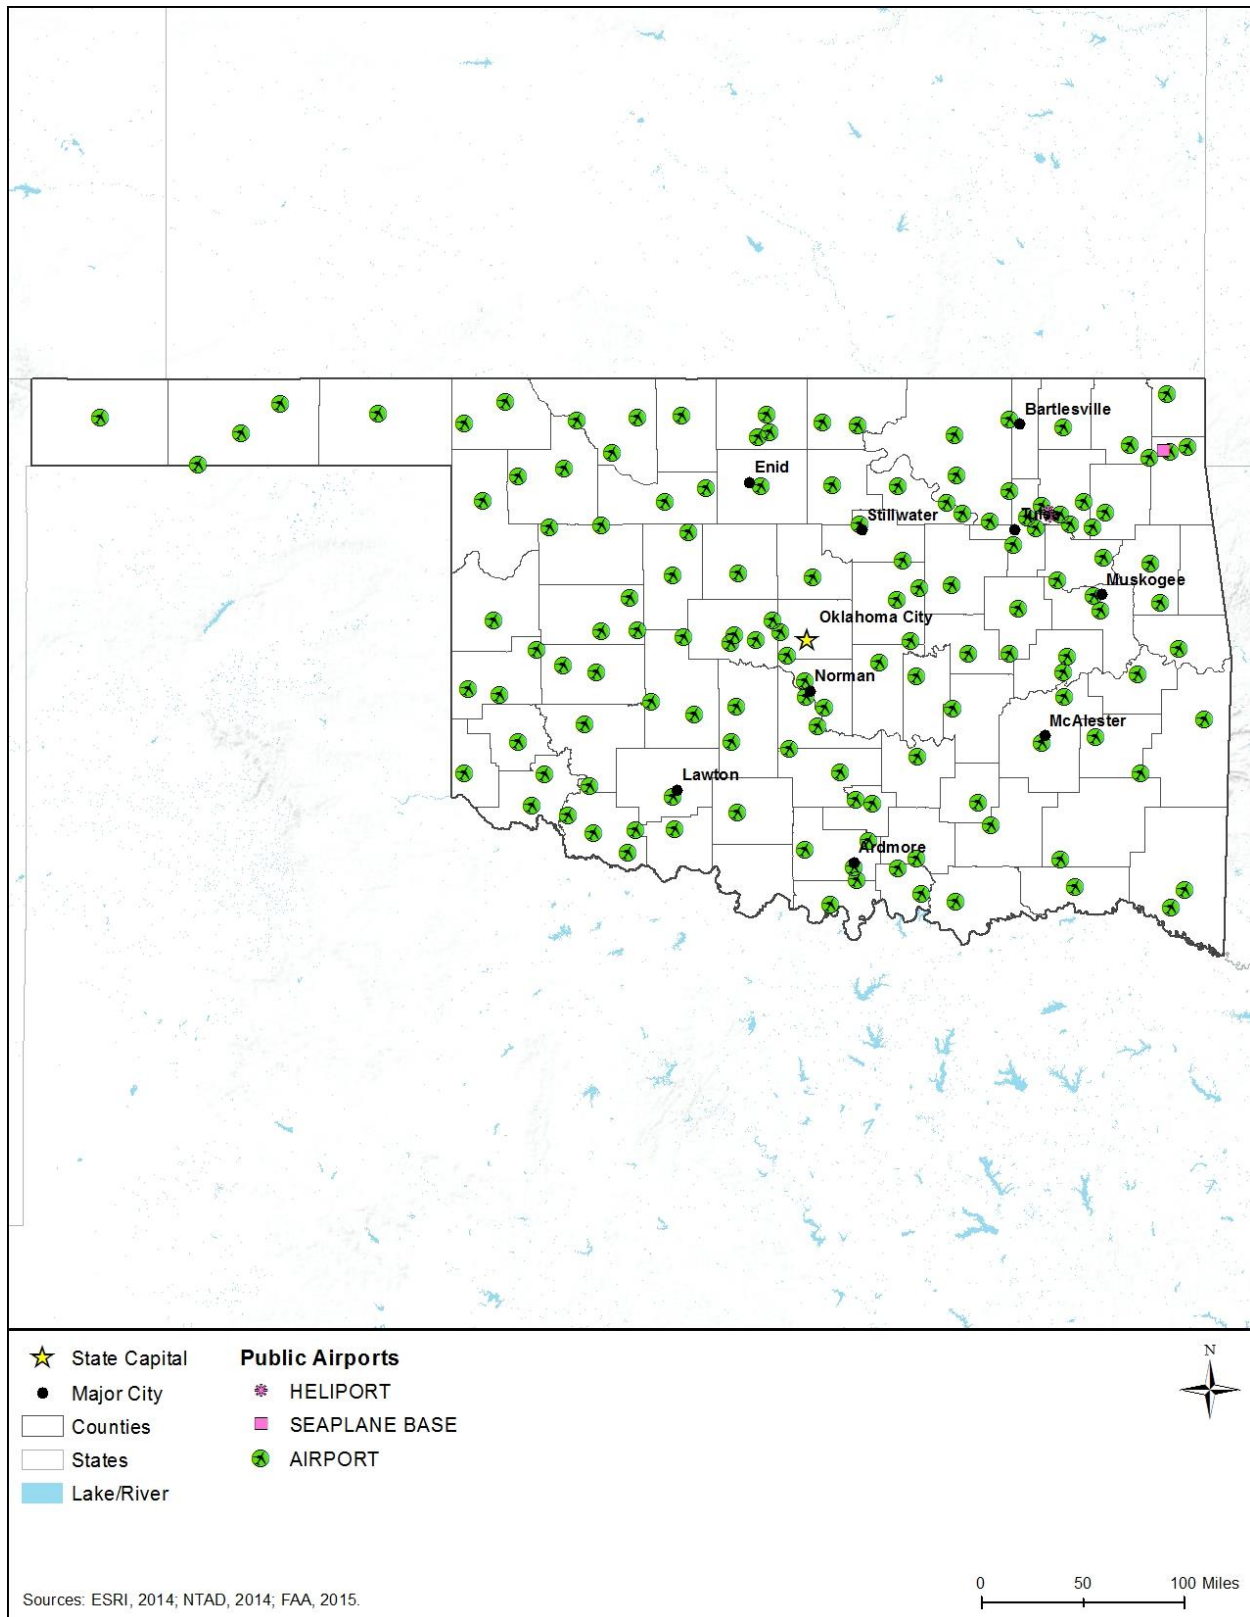 Bartlesville
Enid
Stillwater
Tulsa
Muskogee
Oklahoma City
Norman
McAlester
Lawton
Ardmore
State Capital
Major City
Counties
States
Lake/River
Public Airports
HELIPORT
SEAPLANE BASE
AIRPORT
N
0 50 100 Miles
Sources: ESRI, 2014; NTAD, 2014; FAA, 2015.